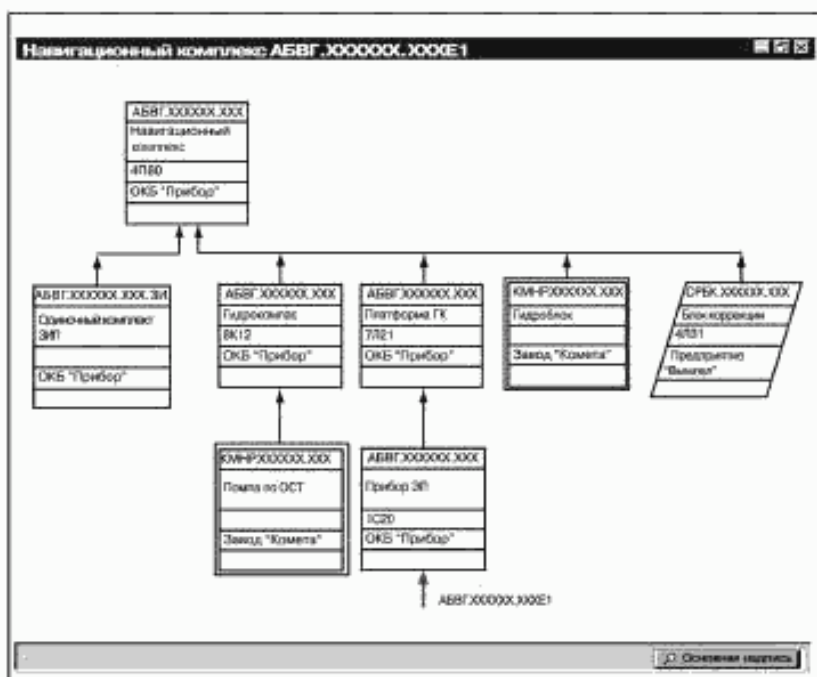 Навигационный комплекс АБВГ.XXXXXX.XXXE1
АБВГ.XXXXXX.XXX
Навигационный
комплекс
4П80
ОКБ "Прибор"
АБВГ.XXXXXX.XXX.ЗИ
Одиночный комплект
ЗИП
ОКБ "Прибор"
АБВГ.XXXXXX.XXX
Гидрокомпас
8К12
ОКБ "Прибор"
АБВГ.XXXXXX.XXX
Платформа ГК
7Л21
ОКБ "Прибор"
КМНР.XXXXXX.XXX
Гидроблок
Завод "Комета"
СРБК.XXXXXX.XXX
Блок коррекции
4Л31
Предприятие
"Вымпел"
КМНР.XXXXXX.XXX
Помпа по ОСТ
Завод "Комета"
АБВГ.XXXXXX.XXX
Прибор ЭП
1С20
ОКБ "Прибор"
АБВГ.XXXXXX.XXXE1
Основная надпись